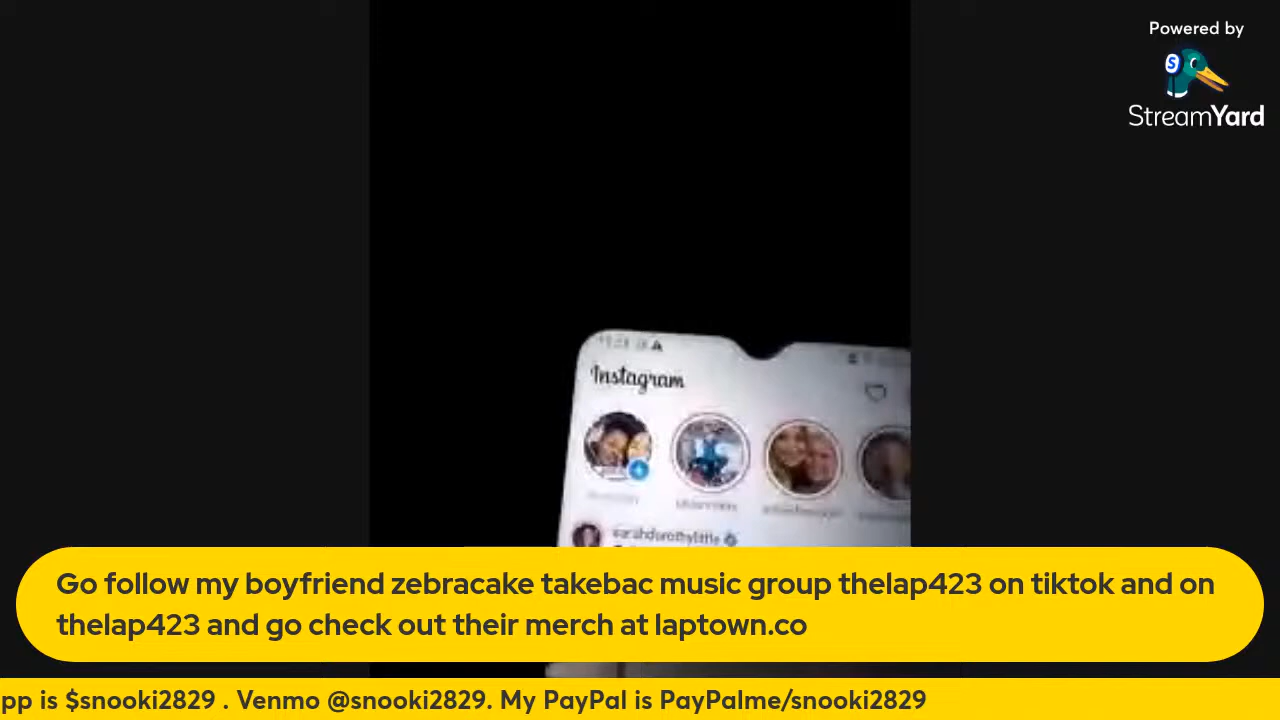 Powered by
StreamYard
Instagram
sarahdorothylittle
Go follow my boyfriend zebracake takebac music group thelap423 on tiktok and on
thelap423 and go check out their merch at laptown.co
pp is $snooki2829 . Venmo @snooki2829. My PayPal is PayPalme/snooki2829